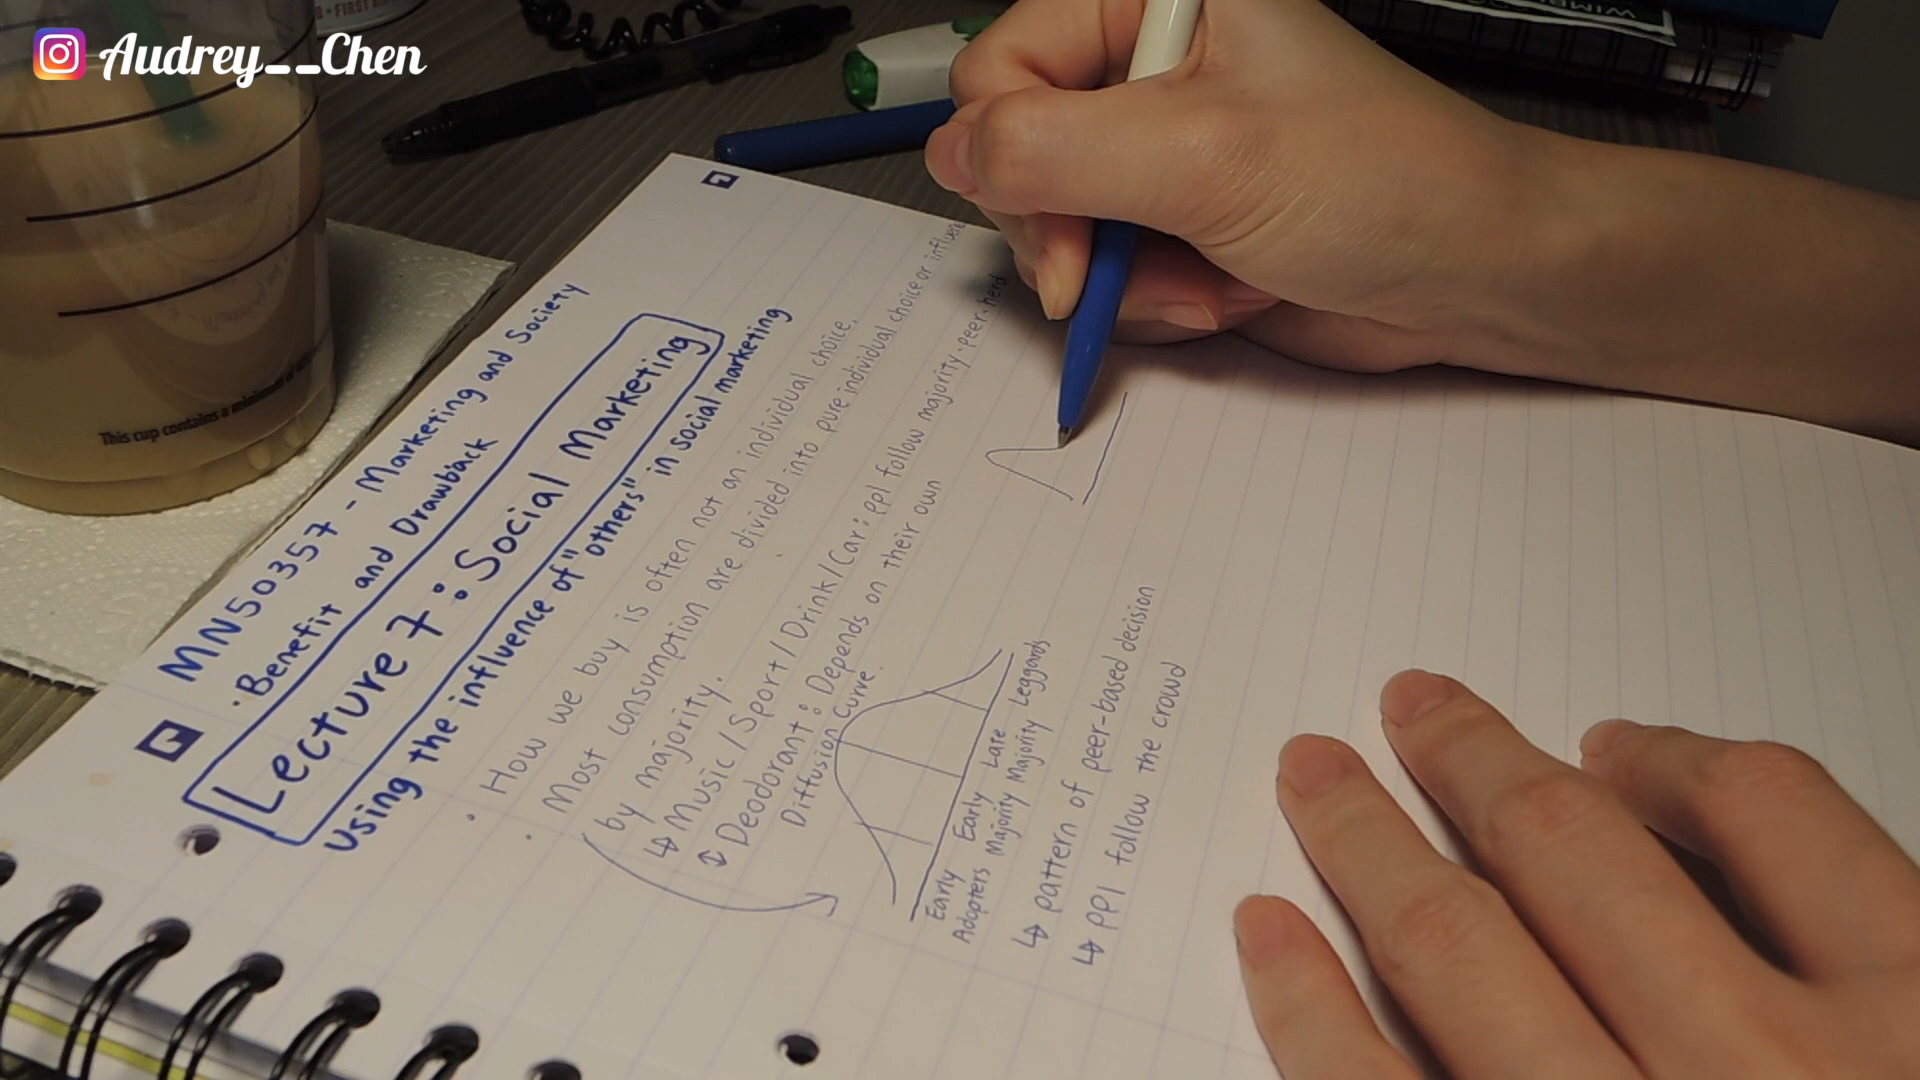 Audrey__Chen
This cup contains a minimum of
MN50357 - Marketing and Society
· Benefit and Drawback
Lecture 7 : Social Marketing
Using the influence of "others" in social marketing
· How we buy is often not an individual choice.
· Most consumption are divided into pure individual choice or influen
by majority.
↳ Music / Sport / Drink / Car : ppl follow majority · peer · herd
↕ Deodorant : Depends on their own
Diffusion Curve.
Early Adopters
Early Majority
Late Majority
Leggards
↳ pattern of peer-based decision
↳ ppl follow the crowd